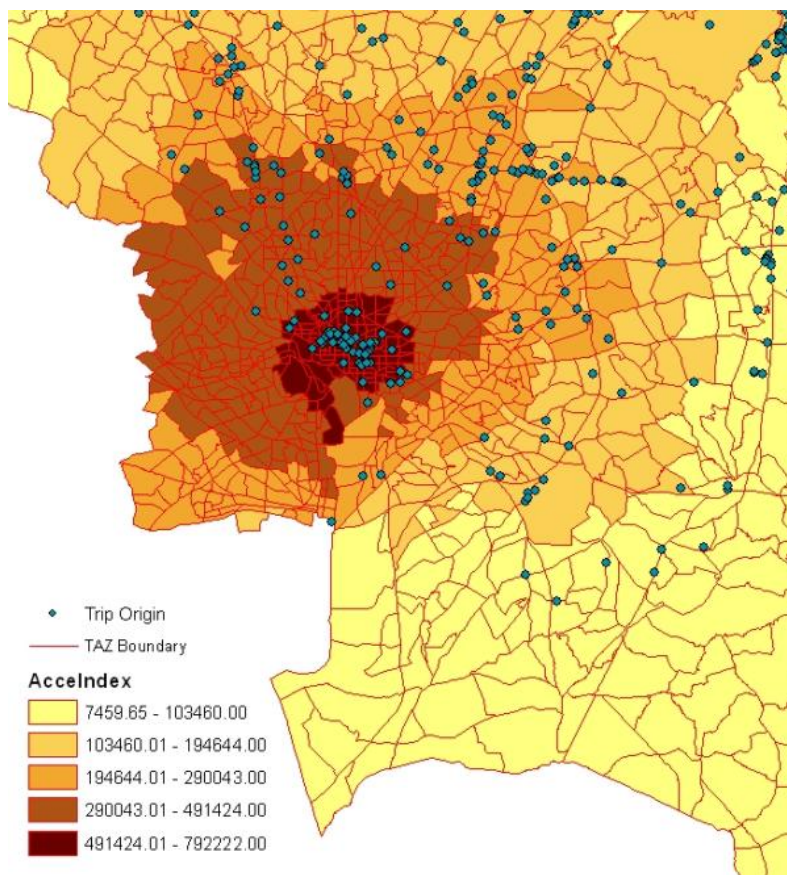 Trip Origin
TAZ Boundary
AcceIndex
7459.65 - 103460.00
103460.01 - 194644.00
194644.01 - 290043.00
290043.01 - 491424.00
491424.01 - 792222.00